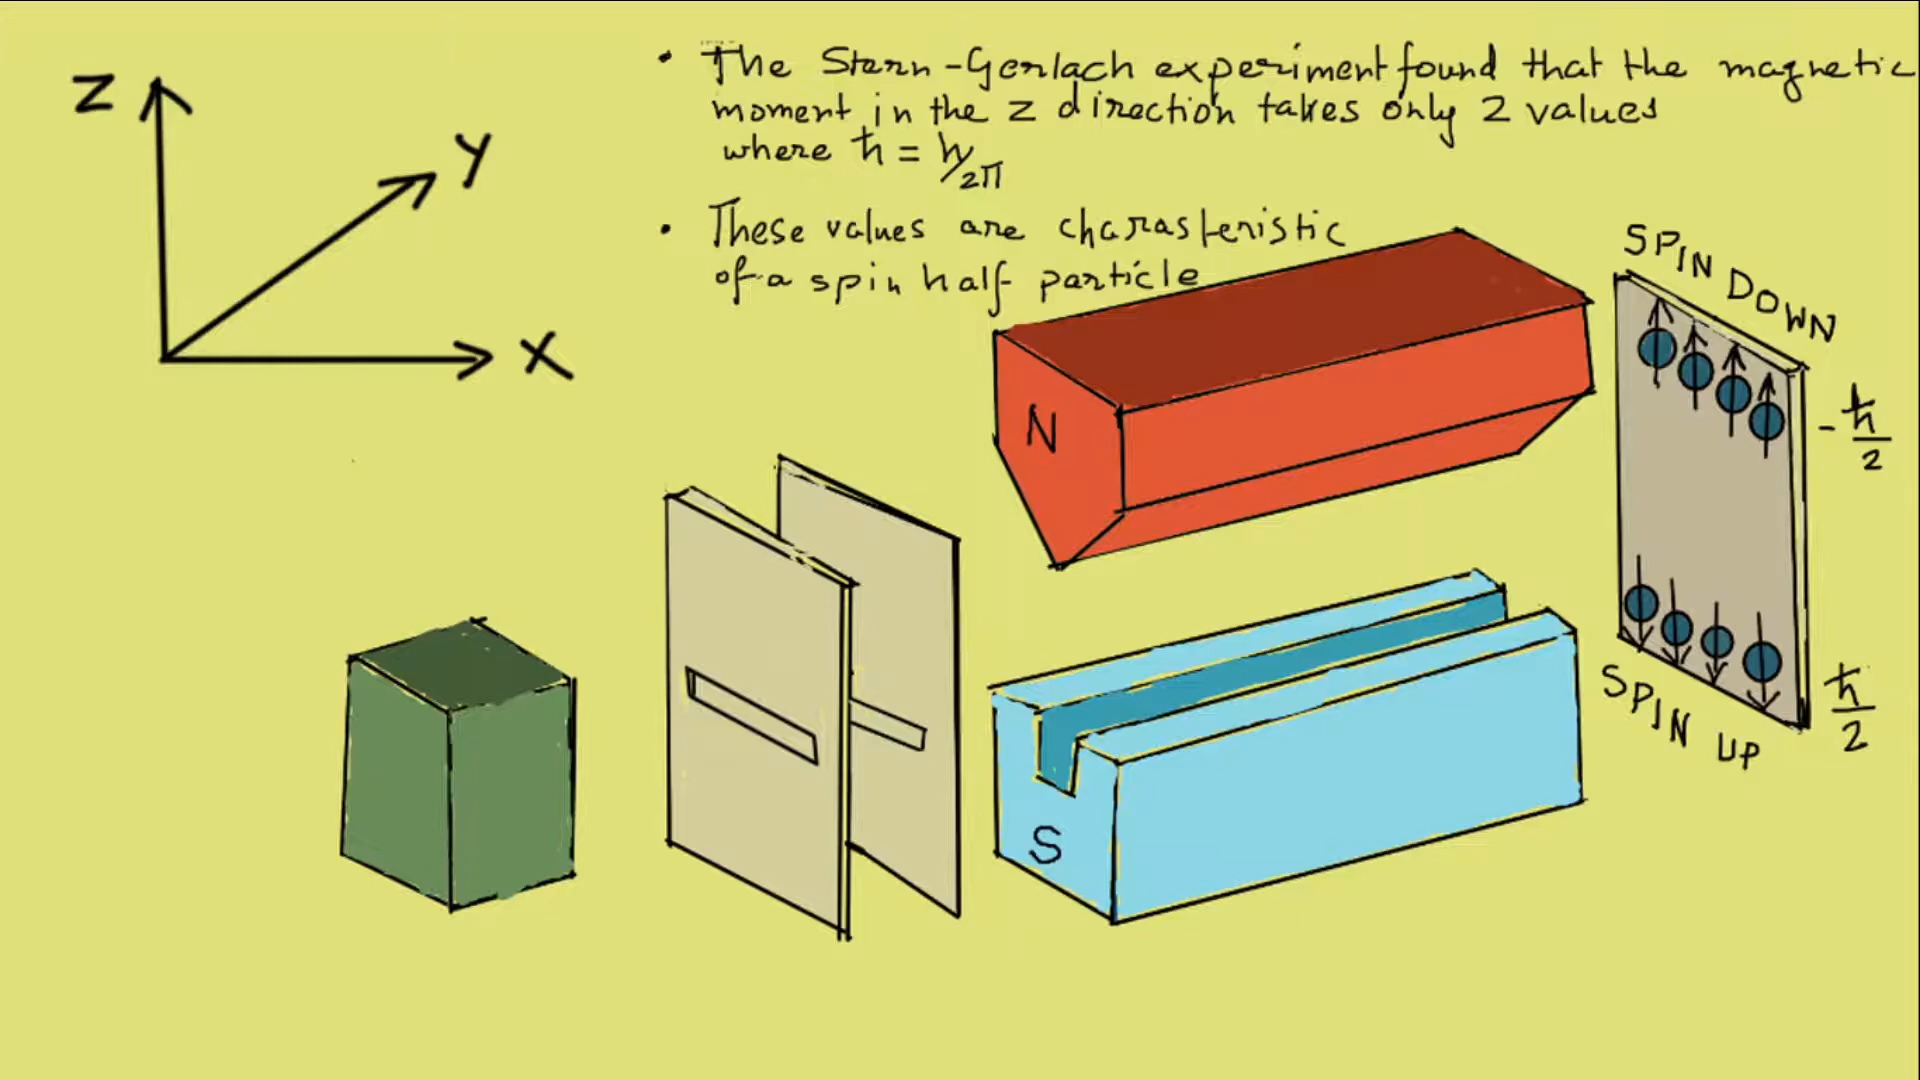 • The Stern-Gerlach experiment found that the magnetic
moment in the z direction takes only 2 values
where ħ = h/2π
• These values are charasteristic
of a spin half particle
Z
Y
X
SPIN DOWN
N
-ħ/2
S
SPIN UP
ħ/2